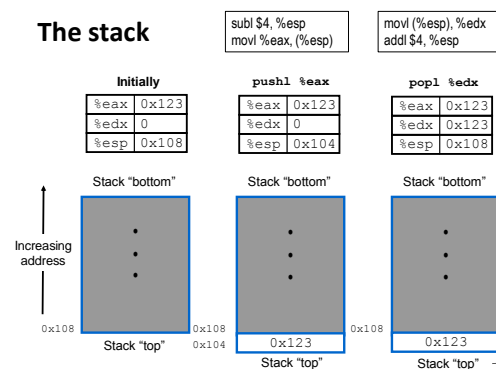 The stack
subl $4, %esp
movl %eax, (%esp)
movl (%esp), %edx
addl $4, %esp
Initially
%eax 0x123
%edx 0
%esp 0x108
pushl %eax
%eax 0x123
%edx 0
%esp 0x104
popl %edx
%eax 0x123
%edx 0x123
%esp 0x108
Stack “bottom”
Stack “bottom”
Stack “bottom”
Increasing
address
0x108
0x108
0x108
0x104
0x123
0x123
Stack “top”
Stack “top”
Stack “top”